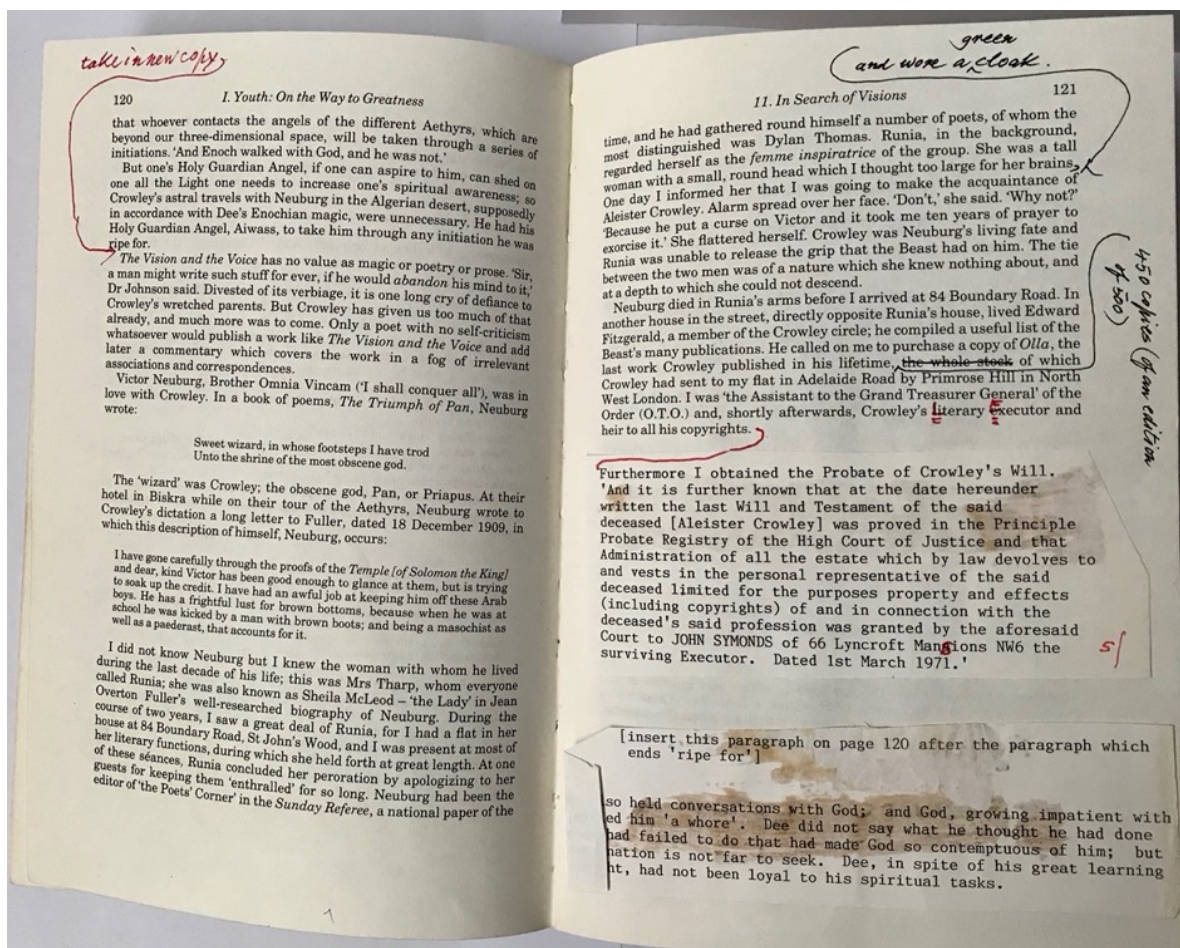 take in new copy
120 I. Youth: On the Way to Greatness
that whoever contacts the angels of the different Aethyrs, which are
beyond our three-dimensional space, will be taken through a series of
initiations. ‘And Enoch walked with God, and he was not.’
But one’s Holy Guardian Angel, if one can aspire to him, can shed on
one all the Light one needs to increase one’s spiritual awareness; so
Crowley’s astral travels with Neuburg in the Algerian desert, supposedly
in accordance with Dee’s Enochian magic, were unnecessary. He had his
Holy Guardian Angel, Aiwass, to take him through any initiation he was
ripe for.
The Vision and the Voice has no value as magic or poetry or prose. ‘Sir,
a man might write such stuff for ever, if he would abandon his mind to it,’
Dr Johnson said. Divested of its verbiage, it is one long cry of defiance to
Crowley’s wretched parents. But Crowley has given us too much of that
already, and much more was to come. Only a poet with no self-criticism
whatsoever would publish a work like The Vision and the Voice and add
later a commentary which covers the work in a fog of irrelevant
associations and correspondences.
Victor Neuburg, Brother Omnia Vincam (‘I shall conquer all’), was in
love with Crowley. In a book of poems, The Triumph of Pan, Neuburg
wrote:
Sweet wizard, in whose footsteps I have trod
Unto the shrine of the most obscene god.
The ‘wizard’ was Crowley; the obscene god, Pan, or Priapus. At their
hotel in Biskra while on their tour of the Aethyrs, Neuburg wrote to
Crowley’s dictation a long letter to Fuller, dated 18 December 1909, in
which this description of himself, Neuburg, occurs:
I have gone carefully through the proofs of the Temple [of Solomon the King]
and dear, kind Victor has been good enough to glance at them, but is trying
to soak up the credit. I have had an awful job at keeping him off these Arab
boys. He has a frightful lust for brown bottoms, because when he was at
school he was kicked by a man with brown boots; and being a masochist as
well as a paederast, that accounts for it.
I did not know Neuburg but I knew the woman with whom he lived
during the last decade of his life; this was Mrs Tharp, whom everyone
called Runia; she was also known as Sheila McLeod – ‘the Lady’ in Jean
Overton Fuller’s well-researched biography of Neuburg. During the
course of two years, I saw a great deal of Runia, for I had a flat in her
house at 84 Boundary Road, St John’s Wood, and I was present at most of
her literary functions, during which she held forth at great length. At one
of these séances, Runia concluded her peroration by apologizing to her
guests for keeping them ‘enthralled’ for so long. Neuburg had been the
editor of ‘the Poets’ Corner’ in the Sunday Referee, a national paper of the
green
and wore a cloak.
11. In Search of Visions 121
time, and he had gathered round himself a number of poets, of whom the
most distinguished was Dylan Thomas. Runia, in the background,
regarded herself as the femme inspiratrice of the group. She was a tall
woman with a small, round head which I thought too large for her brains
One day I informed her that I was going to make the acquaintance of
Aleister Crowley. Alarm spread over her face. ‘Don’t,’ she said. ‘Why not?’
‘Because he put a curse on Victor and it took me ten years of prayer to
exorcise it.’ She flattered herself. Crowley was Neuburg’s living fate and
Runia was unable to release the grip that the Beast had on him. The tie
between the two men was of a nature which she knew nothing about, and
at a depth to which she could not descend.
Neuburg died in Runia’s arms before I arrived at 84 Boundary Road. In
another house in the street, directly opposite Runia’s house, lived Edward
Fitzgerald, a member of the Crowley circle; he compiled a useful list of the
Beast’s many publications. He called on me to purchase a copy of Olla, the
last work Crowley published in his lifetime, the whole stock of which
Crowley had sent to my flat in Adelaide Road by Primrose Hill in North
West London. I was ‘the Assistant to the Grand Treasurer General’ of the
Order (O.T.O.) and, shortly afterwards, Crowley’s literary executor and
heir to all his copyrights.
450 copies (of an edition
of 500)
Furthermore I obtained the Probate of Crowley's Will.
'And it is further known that at the date hereunder
written the last Will and Testament of the said
deceased [Aleister Crowley] was proved in the Principle
Probate Registry of the High Court of Justice and that
Administration of all the estate which by law devolves to
and vests in the personal representative of the said
deceased limited for the purposes property and effects
(including copyrights) of and in connection with the
deceased's said profession was granted by the aforesaid
Court to JOHN SYMONDS of 66 Lyncroft Mansions NW6 the
surviving Executor. Dated 1st March 1971.'
s/
[insert this paragraph on page 120 after the paragraph which
ends 'ripe for']
so held conversations with God; and God, growing impatient with
ed him 'a whore'. Dee did not say what he thought he had done
had failed to do that had made God so contemptuous of him; but
nation is not far to seek. Dee, in spite of his great learning
nt, had not been loyal to his spiritual tasks.